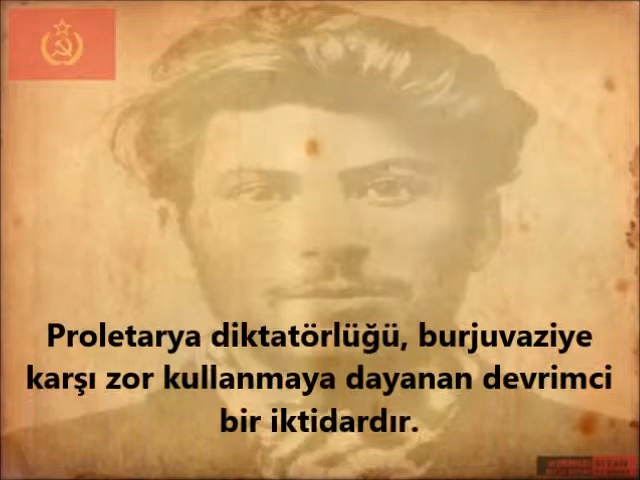 Proletarya diktatörlüğü, burjuvaziye
karşı zor kullanmaya dayanan devrimci
bir iktidardır.